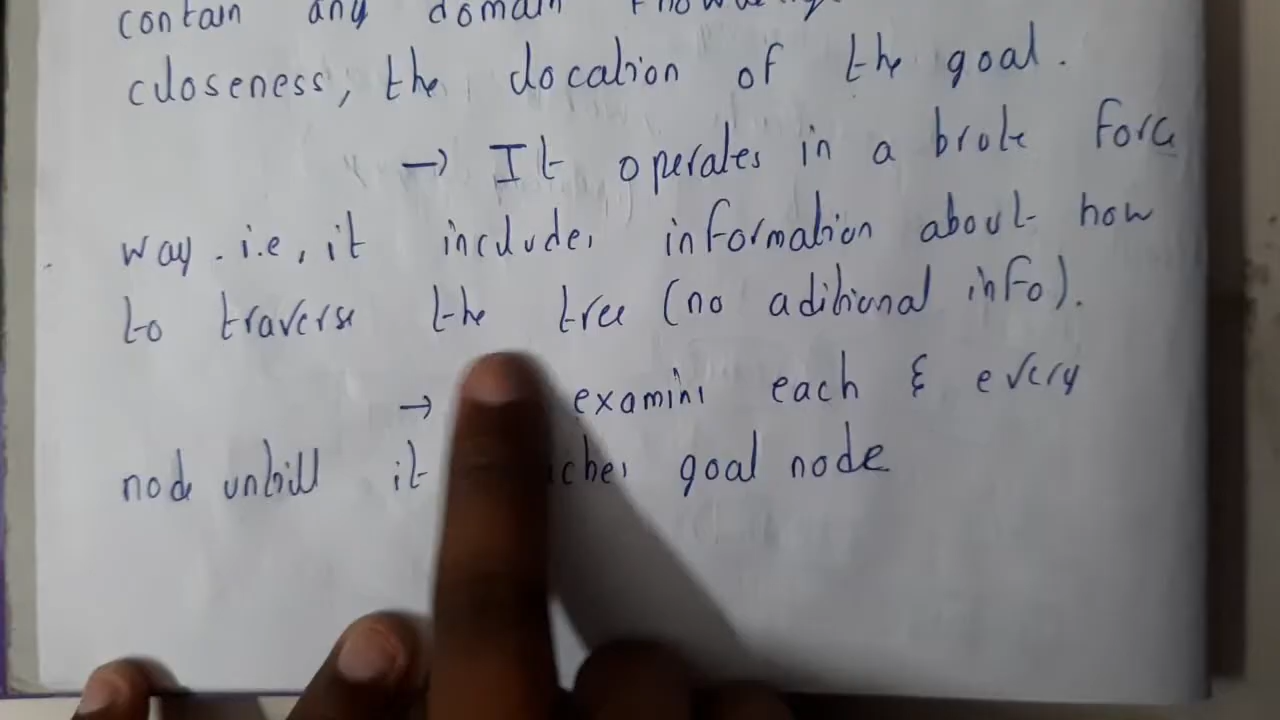 contain any domain
closeness, the location of the goal.
→ It operates in a brute force
way. i.e, it includes information about how
to traverse the tree (no aditional info).
→ examins each & every
node untill it goal node